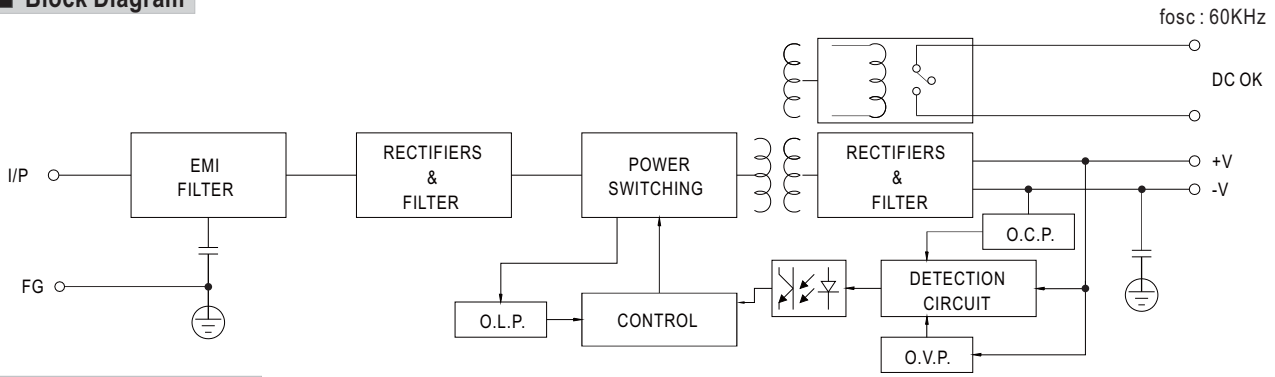 Block Diagram
fosc : 60KHz
DC OK
I/P
EMI
FILTER
RECTIFIERS
&
FILTER
POWER
SWITCHING
RECTIFIERS
&
FILTER
+V
-V
O.C.P.
FG
O.L.P.
CONTROL
DETECTION
CIRCUIT
O.V.P.